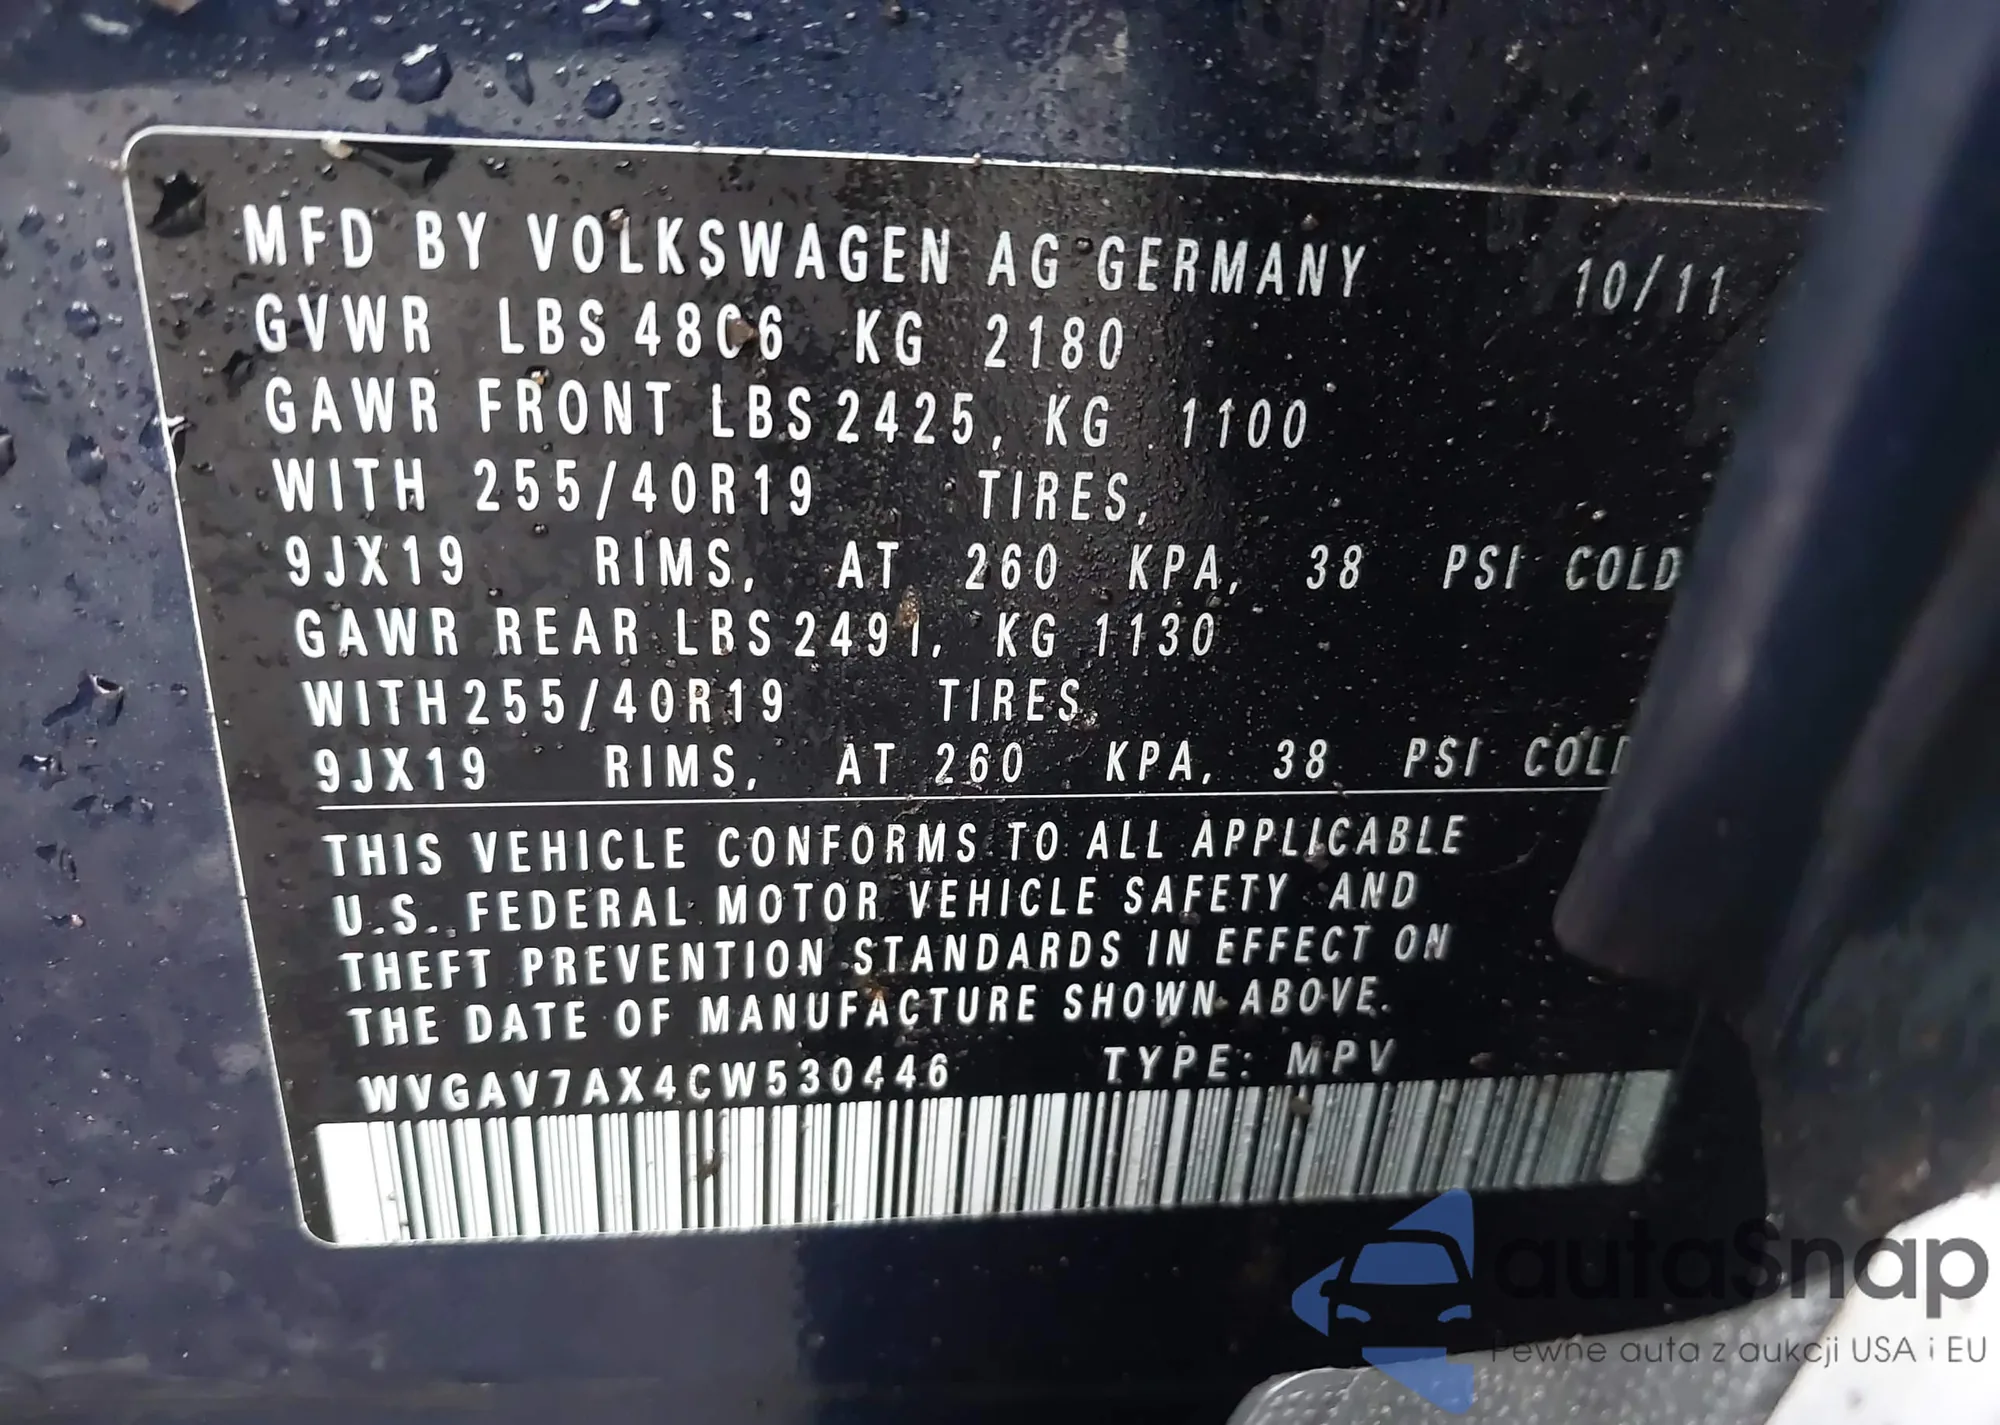 MFD BY VOLKSWAGEN AG GERMANY 10/11
GVWR LBS 4806 KG 2180
GAWR FRONT LBS 2425, KG 1100
WITH 255/40R19 TIRES,
9JX19 RIMS, AT 260 KPA, 38 PSI COLD
GAWR REAR LBS 2491, KG 1130
WITH 255/40R19 TIRES,
9JX19 RIMS, AT 260 KPA, 38 PSI COLD
THIS VEHICLE CONFORMS TO ALL APPLICABLE
U.S. FEDERAL MOTOR VEHICLE SAFETY AND
THEFT PREVENTION STANDARDS IN EFFECT ON
THE DATE OF MANUFACTURE SHOWN ABOVE.
WVGAV7AX4CW530446 TYPE: MPV
autaSnap
Pewne auta z aukcji USA i EU